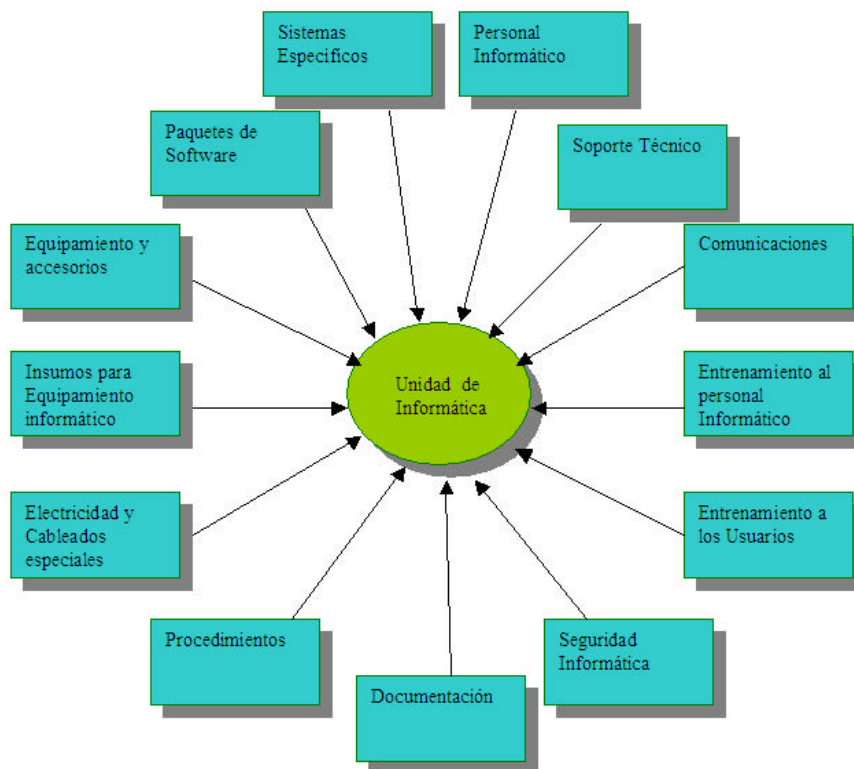 Sistemas
Especificos
Personal
Informático
Paquetes de
Software
Soporte Técnico
Equipamiento y
accesorios
Comunicaciones
Insumos para
Equipamiento
informático
Unidad de
Informática
Entrenamiento al
personal
Informático
Electricidad y
Cableados
especiales
Entrenamiento a
los Usuarios
Procedimientos
Seguridad
Informática
Documentación